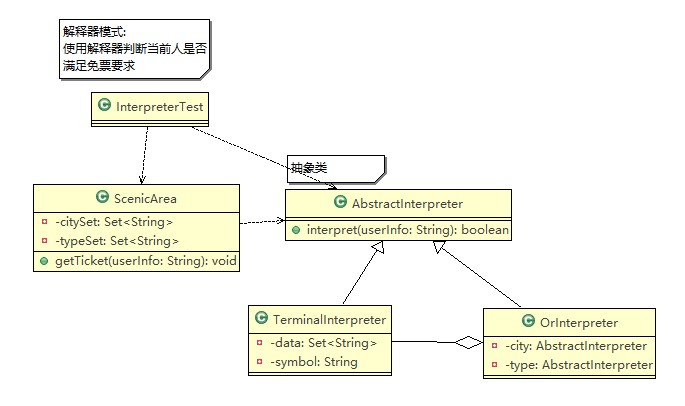 解释器模式:
使用解释器判断当前人是否
满足免票要求
InterpreterTest
抽象类
ScenicArea
-citySet: Set<String>
-typeSet: Set<String>
getTicket(userInfo: String): void
AbstractInterpreter
interpret(userInfo: String): boolean
TerminalInterpreter
-data: Set<String>
-symbol: String
OrInterpreter
-city: AbstractInterpreter
-type: AbstractInterpreter